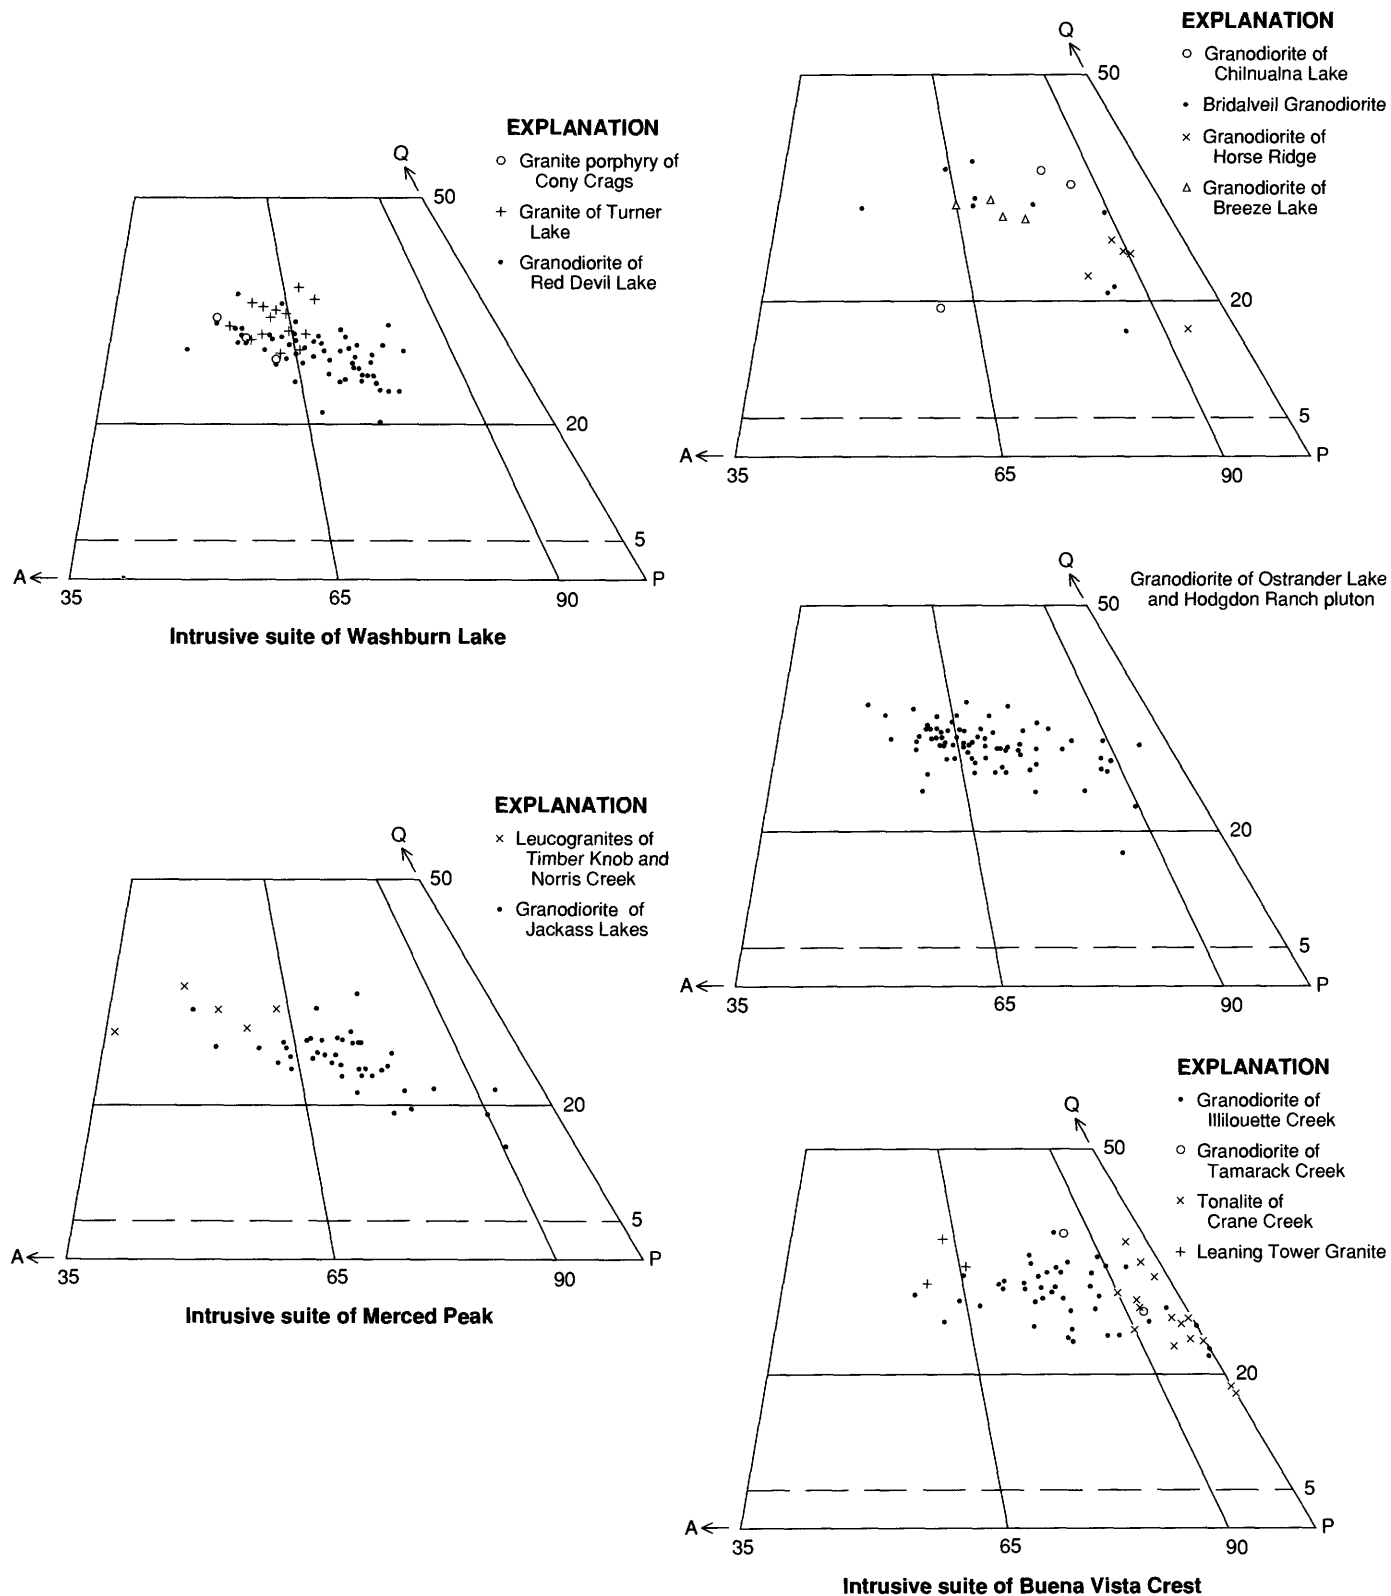 EXPLANATION
Granite porphyry of
Cony Crags
Granite of Turner
Lake
Granodiorite of
Red Devil Lake
Q
50
20
5
A
P
35
65
90
Intrusive suite of Washburn Lake
EXPLANATION
Granodiorite of
Chilnualna Lake
Bridalveil Granodiorite
Granodiorite of
Horse Ridge
Granodiorite of
Breeze Lake
Q
50
20
5
A
P
35
65
90
Granodiorite of Ostrander Lake
and Hodgdon Ranch pluton
Q
50
20
5
A
P
35
65
90
EXPLANATION
Leucogranites of
Timber Knob and
Norris Creek
Granodiorite of
Jackass Lakes
Q
50
20
5
A
P
35
65
90
Intrusive suite of Merced Peak
EXPLANATION
Granodiorite of
Illilouette Creek
Granodiorite of
Tamarack Creek
Tonalite of
Crane Creek
Leaning Tower Granite
Q
50
20
5
A
P
35
65
90
Intrusive suite of Buena Vista Crest